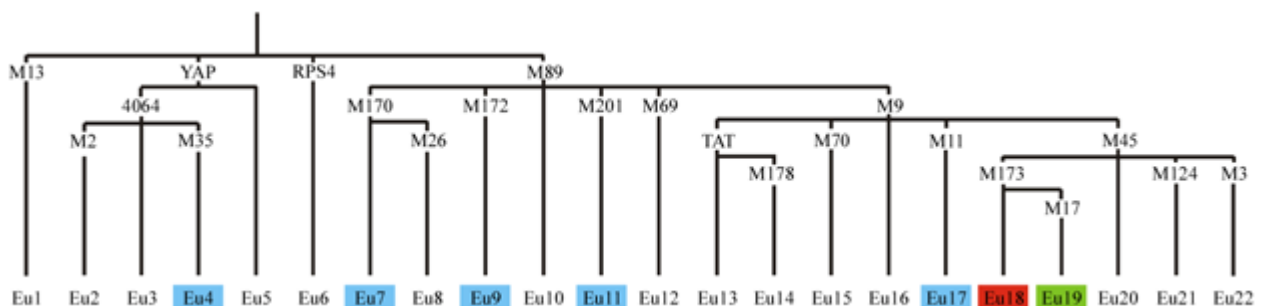 M13 YAP RPS4 M89
4064 M170 M172 M201 M69 M9
M2 M35 M26 TAT M70 M11 M45
M178 M173 M124 M3
M17
Eu1 Eu2 Eu3 Eu4 Eu5 Eu6 Eu7 Eu8 Eu9 Eu10 Eu11 Eu12 Eu13 Eu14 Eu15 Eu16 Eu17 Eu18 Eu19 Eu20 Eu21 Eu22